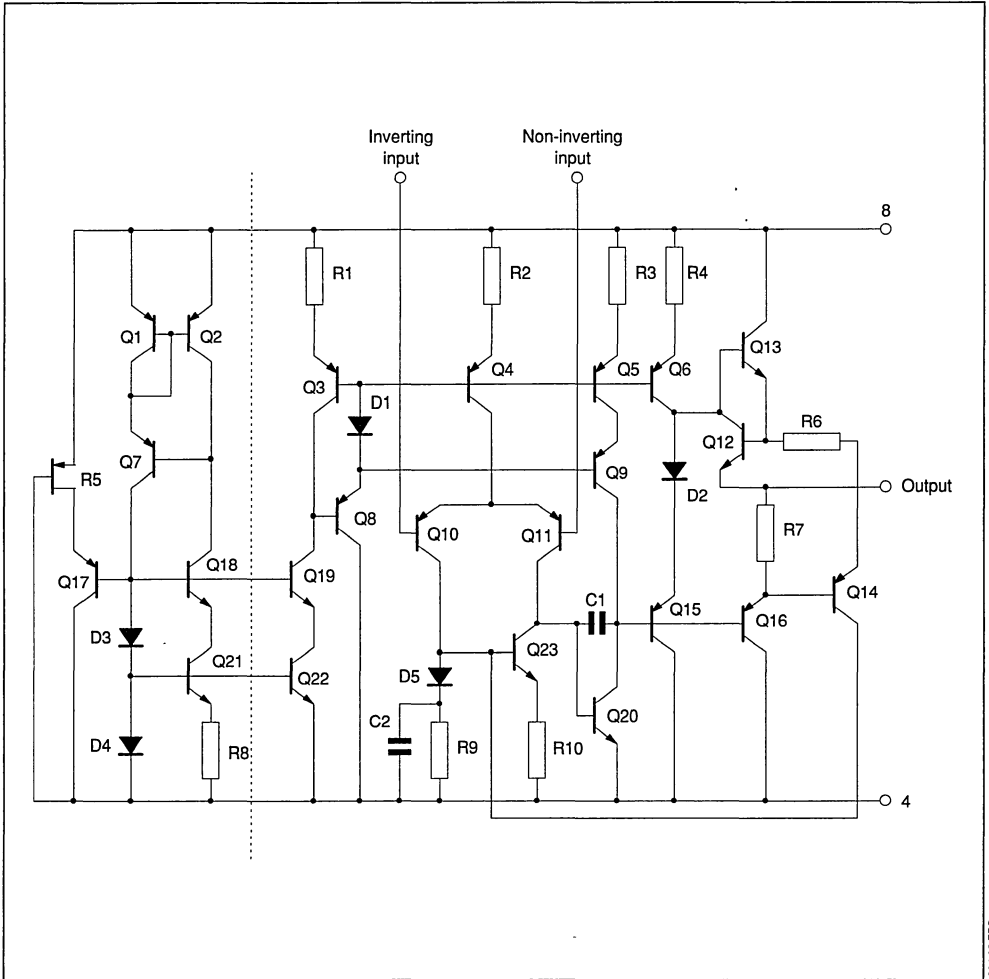 Inverting
input
Non-inverting
input
8
R1
R2
R3
R4
Q1
Q2
Q13
Q3
Q4
Q5
Q6
D1
Q12
R6
Q7
R5
Q9
D2
Output
Q8
Q10
Q11
R7
Q17
Q18
Q19
C1
Q15
Q14
Q16
D3
Q21
Q22
D5
Q23
Q20
C2
D4
R8
R9
R10
4